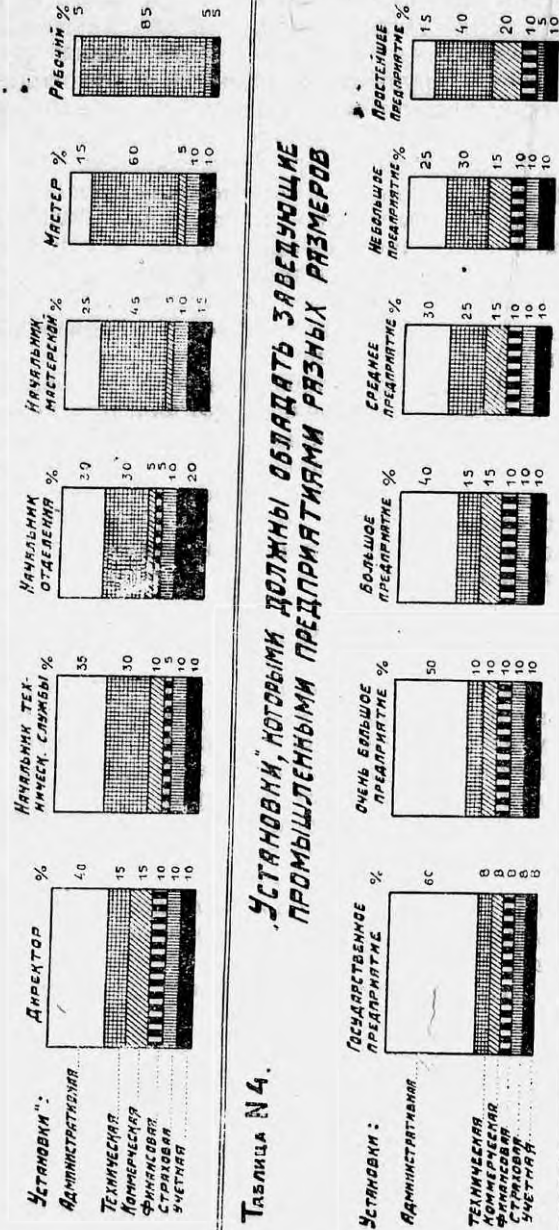 „Установки":
Административная
Техническая
Коммерческая
Финансовая
Страховая
Учетная
Директор
%
40
15
15
10
10
10
Начальник тех-
ническ. службы
%
35
30
10
5
10
10
Начальник
отделения
%
30
30
5
5
10
20
Начальник
мастерской %
25
45
5
10
15
Мастер %
15
60
5
10
10
Рабочий %
5
85
5
5
Таблица N 4.
„Установки", которыми должны обладать заведующие
промышленными предприятиями разных размеров
Установки:
Административная
Техническая
Коммерческая
Финансовая
Страховая
Учетная
Государственное
предприятие
%
60
8
8
8
8
8
Очень большое
предприятие %
50
10
10
10
10
10
Большое
предприятие %
40
15
15
10
10
10
Среднее
предприятие %
30
25
15
10
10
10
Небольшое
предприятие %
25
30
15
10
10
10
Простейшее
предприятие %
15
40
20
10
5
10